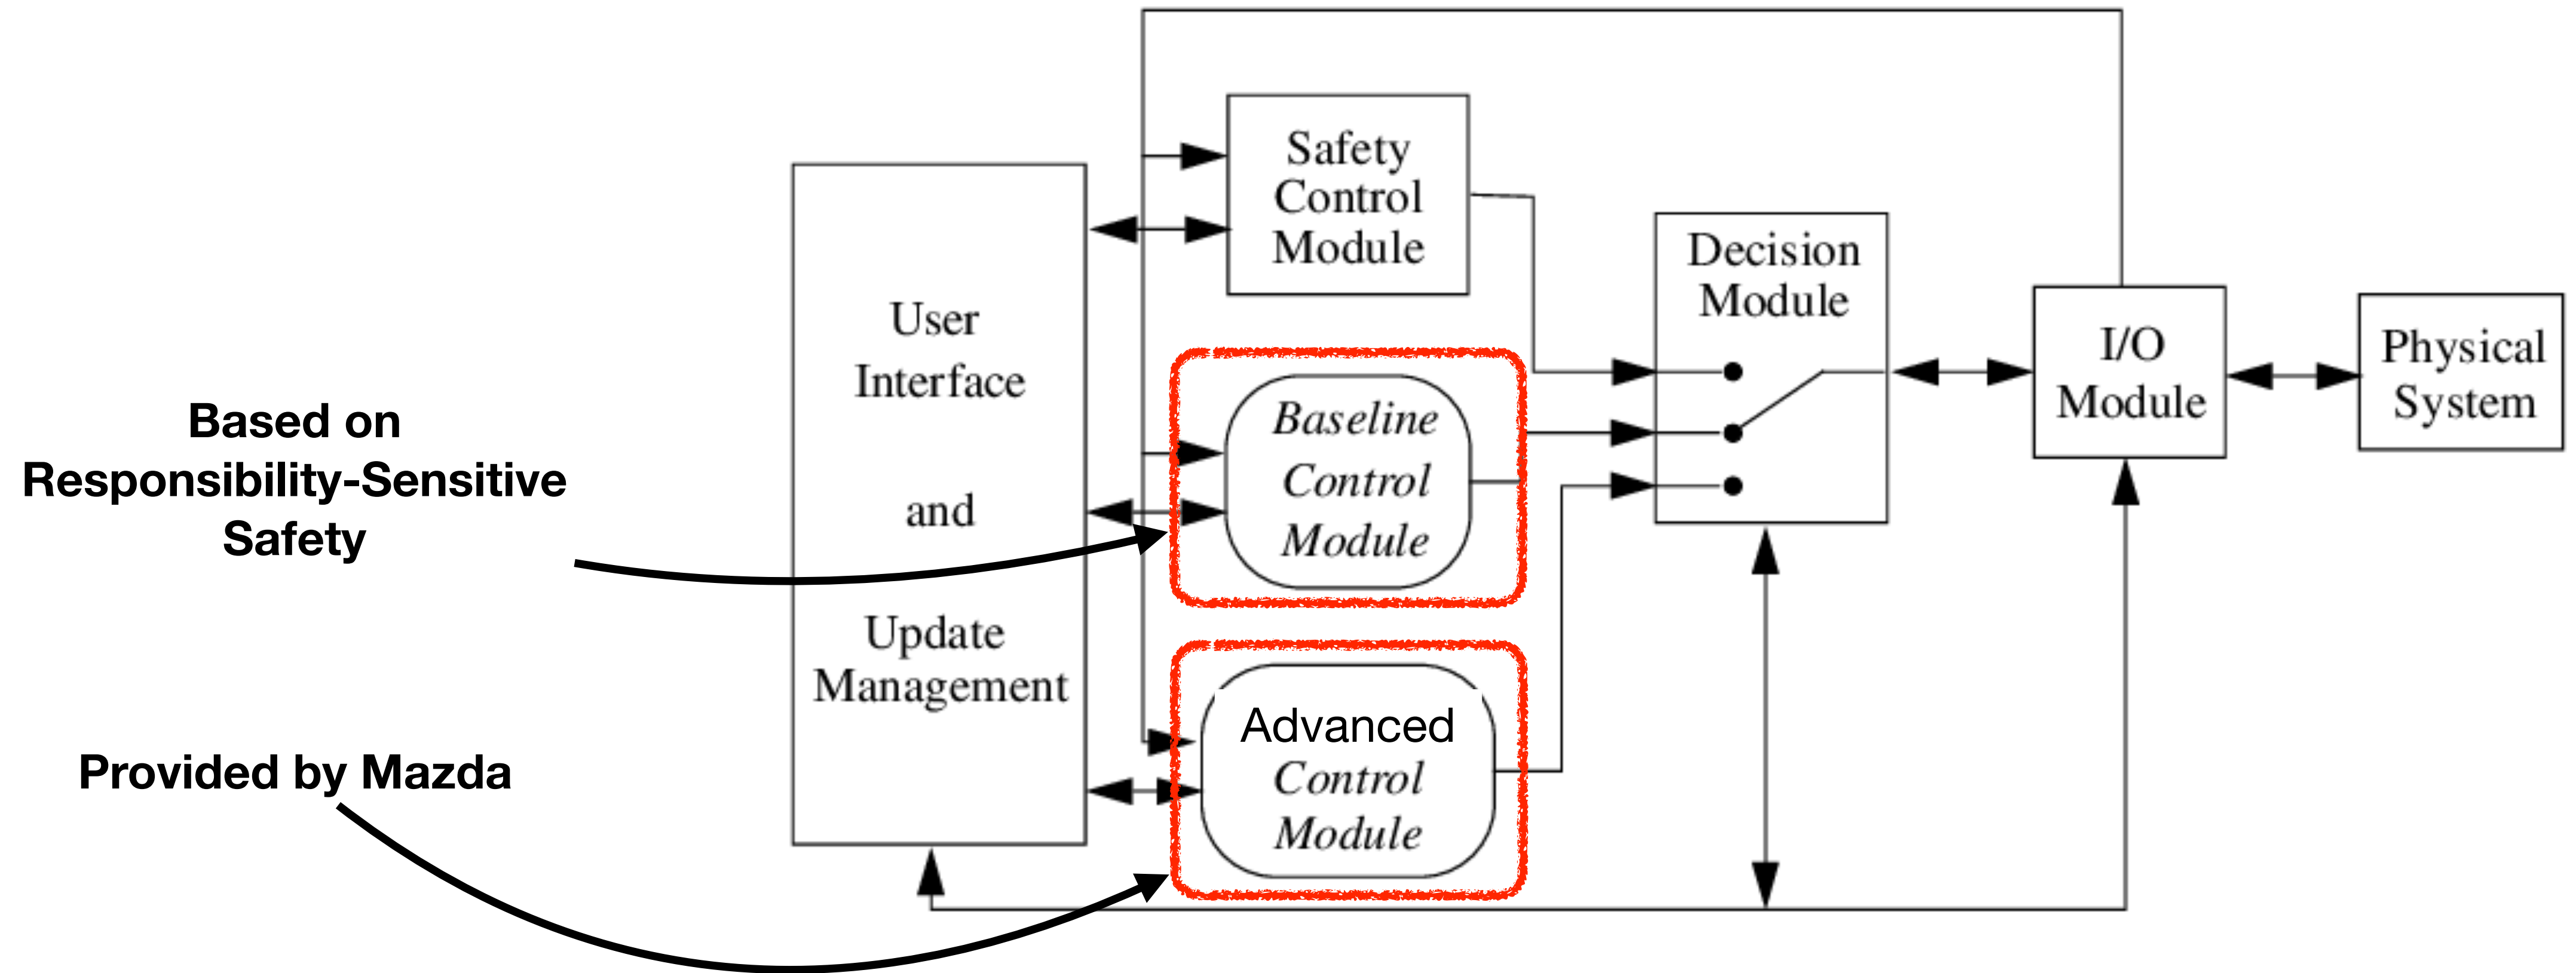 Safety
Control
Module
Decision
Module
User
Interface
and
Update
Management
I/O
Module
Physical
System
Baseline
Control
Module
Based on
Responsibility-Sensitive
Safety
Advanced
Control
Module
Provided by Mazda